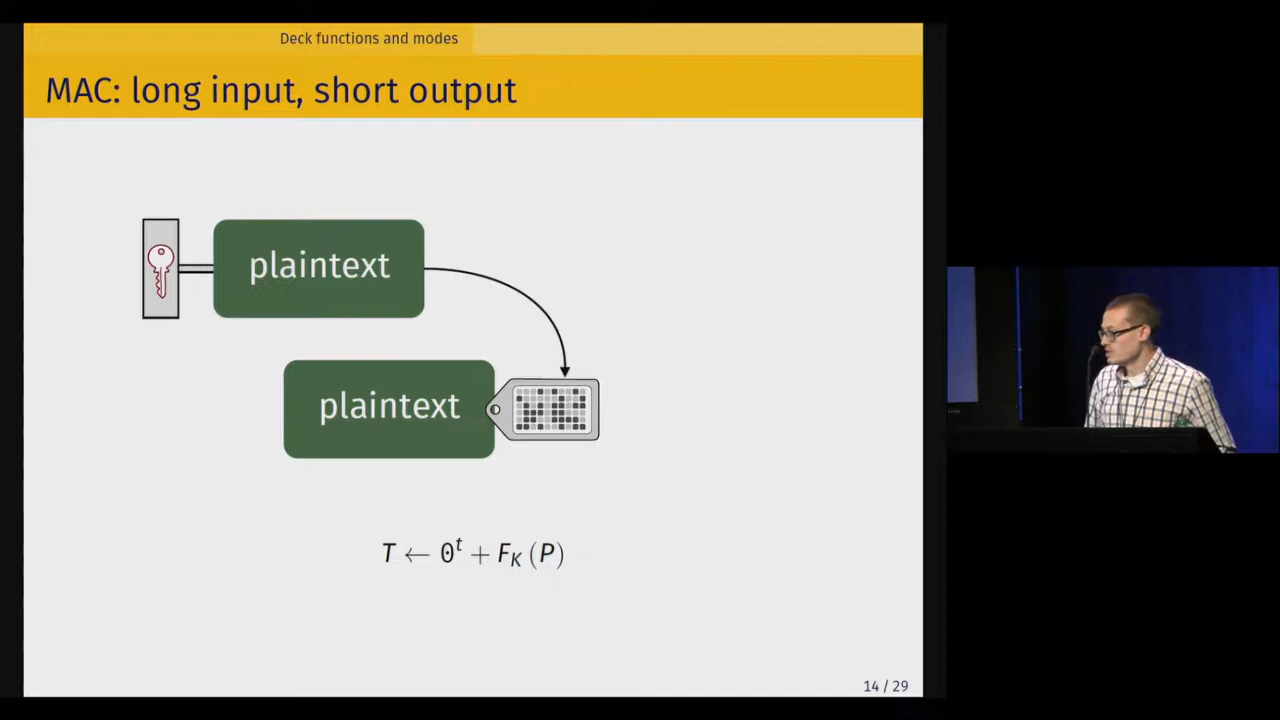 Deck functions and modes
MAC: long input, short output
plaintext
plaintext
T ← 0^t + F_K (P)
14 / 29